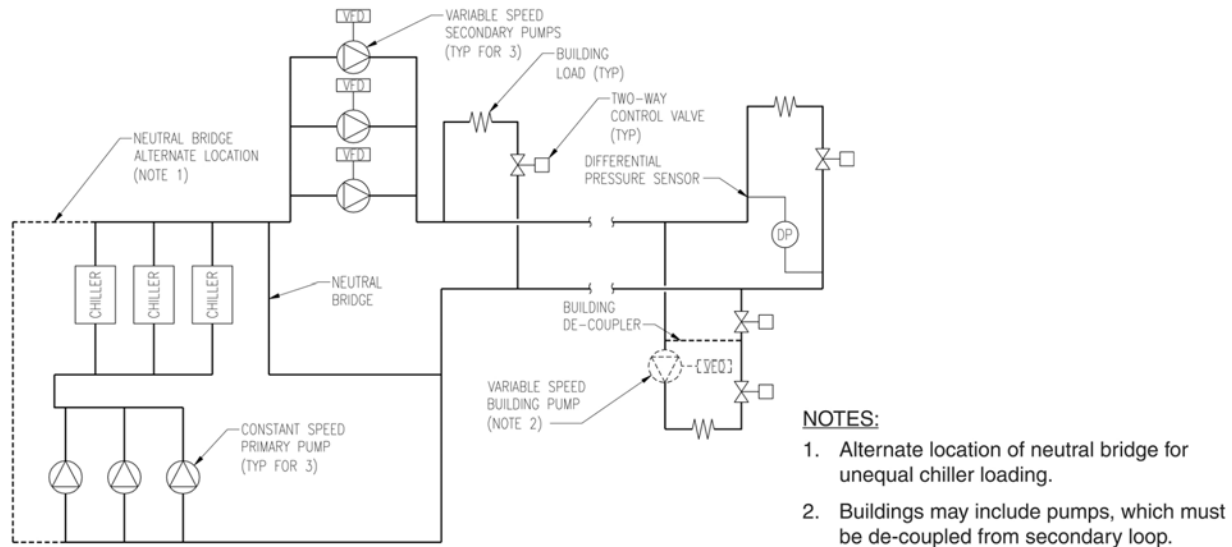 VFD
VARIABLE SPEED
SECONDARY PUMPS
(TYP FOR 3)
VFD
VFD
BUILDING
LOAD (TYP)
TWO-WAY
CONTROL VALVE
(TYP)
NEUTRAL BRIDGE
ALTERNATE LOCATION
(NOTE 1)
DIFFERENTIAL
PRESSURE SENSOR
DP
CHILLER
CHILLER
CHILLER
NEUTRAL
BRIDGE
BUILDING
DE-COUPLER
VARIABLE SPEED
BUILDING PUMP
(NOTE 2)
CONSTANT SPEED
PRIMARY PUMP
(TYP FOR 3)
NOTES:
1. Alternate location of neutral bridge for
unequal chiller loading.
2. Buildings may include pumps, which must
be de-coupled from secondary loop.